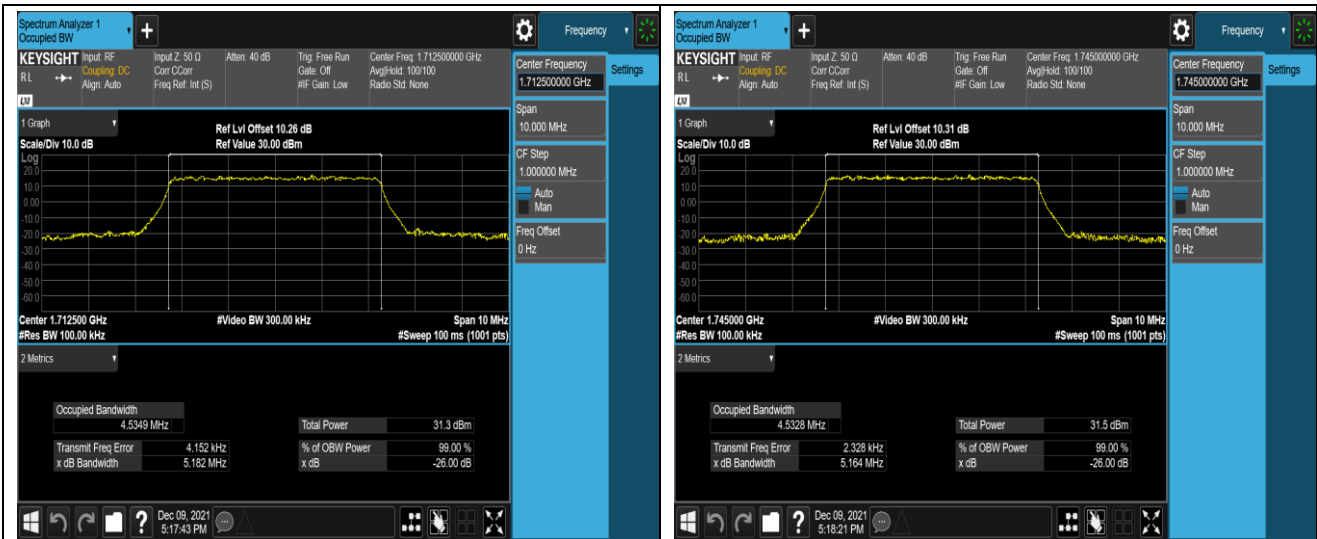 Spectrum Analyzer 1
Occupied BW
+
Frequency
KEYSIGHT
Input: RF
Coupling: DC
Align: Auto
Input Z: 50 Ω
Corr CCorr
Freq Ref: Int (S)
Atten: 40 dB
Trig: Free Run
Gate: Off
#IF Gain: Low
Center Freq: 1.712500000 GHz
Avg|Hold: 100/100
Radio Std: None
R L
LXI
Center Frequency
1.712500000 GHz
Settings
Span
10.000 MHz
CF Step
1.000000 MHz
Auto
Man
Freq Offset
0 Hz
1 Graph
Ref Lvl Offset 10.26 dB
Scale/Div 10.0 dB
Ref Value 30.00 dBm
Log
20.0
10.0
0.00
-10.0
-20.0
-30.0
-40.0
-50.0
-60.0
Center 1.712500 GHz
#Video BW 300.00 kHz
Span 10 MHz
#Res BW 100.00 kHz
#Sweep 100 ms (1001 pts)
2 Metrics
Occupied Bandwidth
4.5349 MHz
Total Power 31.3 dBm
Transmit Freq Error 4.152 kHz
% of OBW Power 99.00 %
x dB Bandwidth 5.182 MHz
x dB -26.00 dB
?
Dec 09, 2021
5:17:43 PM
Spectrum Analyzer 1
Occupied BW
+
Frequency
KEYSIGHT
Input: RF
Coupling: DC
Align: Auto
Input Z: 50 Ω
Corr CCorr
Freq Ref: Int (S)
Atten: 40 dB
Trig: Free Run
Gate: Off
#IF Gain: Low
Center Freq: 1.745000000 GHz
Avg|Hold: 100/100
Radio Std: None
R L
LXI
Center Frequency
1.745000000 GHz
Settings
Span
10.000 MHz
CF Step
1.000000 MHz
Auto
Man
Freq Offset
0 Hz
1 Graph
Ref Lvl Offset 10.31 dB
Scale/Div 10.0 dB
Ref Value 30.00 dBm
Log
20.0
10.0
0.00
-10.0
-20.0
-30.0
-40.0
-50.0
-60.0
Center 1.745000 GHz
#Video BW 300.00 kHz
Span 10 MHz
#Res BW 100.00 kHz
#Sweep 100 ms (1001 pts)
2 Metrics
Occupied Bandwidth
4.5328 MHz
Total Power 31.5 dBm
Transmit Freq Error 2.328 kHz
% of OBW Power 99.00 %
x dB Bandwidth 5.164 MHz
x dB -26.00 dB
?
Dec 09, 2021
5:18:21 PM